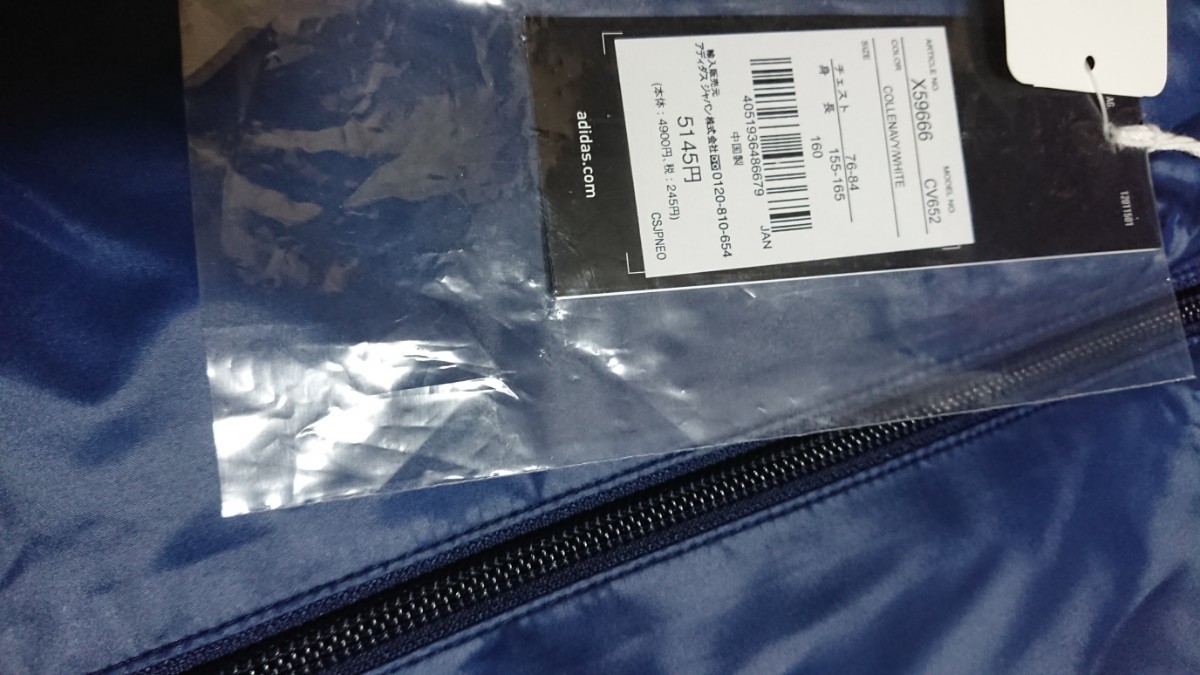 ARTICLE NO. MODEL NO
X59666 CV652
COLOR
COLLENAVY/WHITE
SIZE
チェスト 76-84
身 長 155-165
160
JAN
4051936486679
中国製
輸入販売元
アディダス ジャパン株式会社 0120-810-654
5145円
(本体: 4900円, 税: 245円)
CSJPNEO
adidas.com
12011501